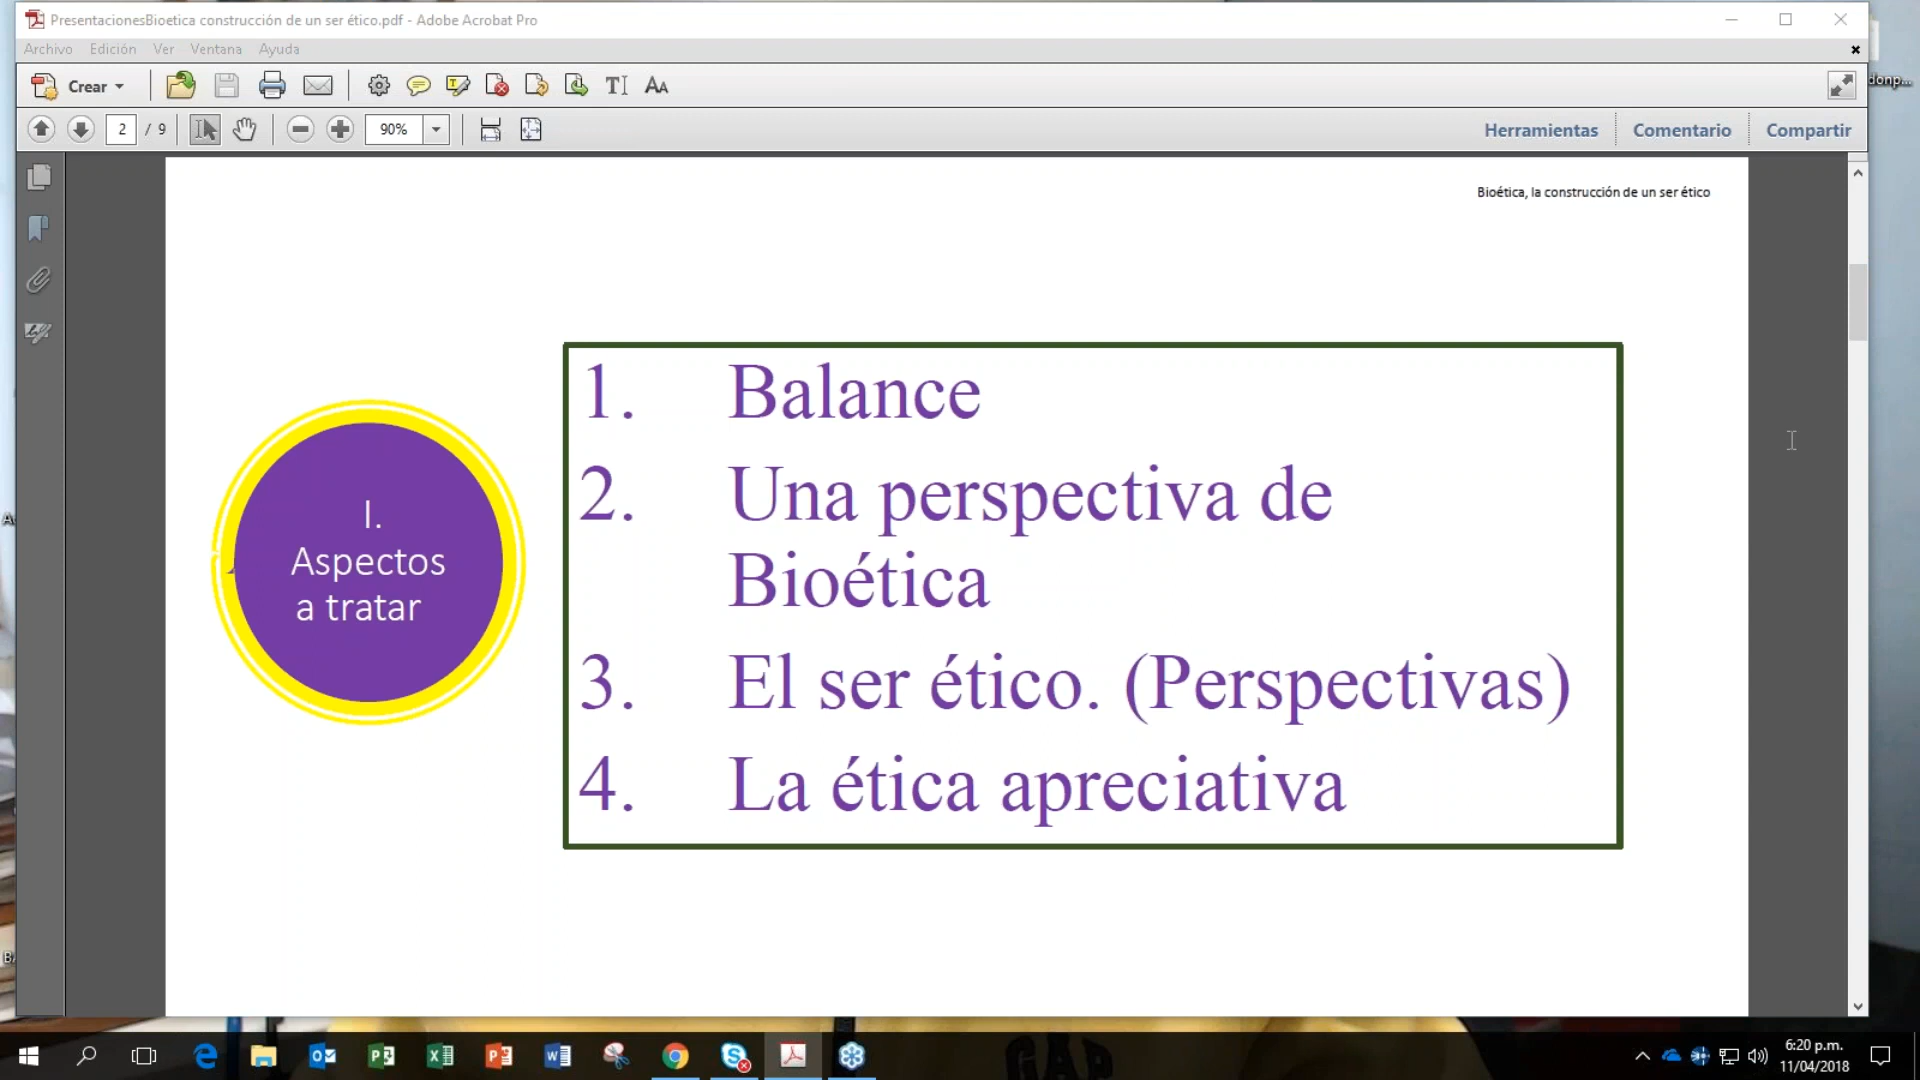 PresentacionesBioetica construcción de un ser ético.pdf - Adobe Acrobat Pro
Archivo Edición Ver Ventana Ayuda
Crear
2 / 9 90% Herramientas Comentario Compartir
Bioética, la construcción de un ser ético
I.
Aspectos
a tratar
1. Balance
2. Una perspectiva de
Bioética
3. El ser ético. (Perspectivas)
4. La ética apreciativa
GAP
6:20 p.m.
11/04/2018